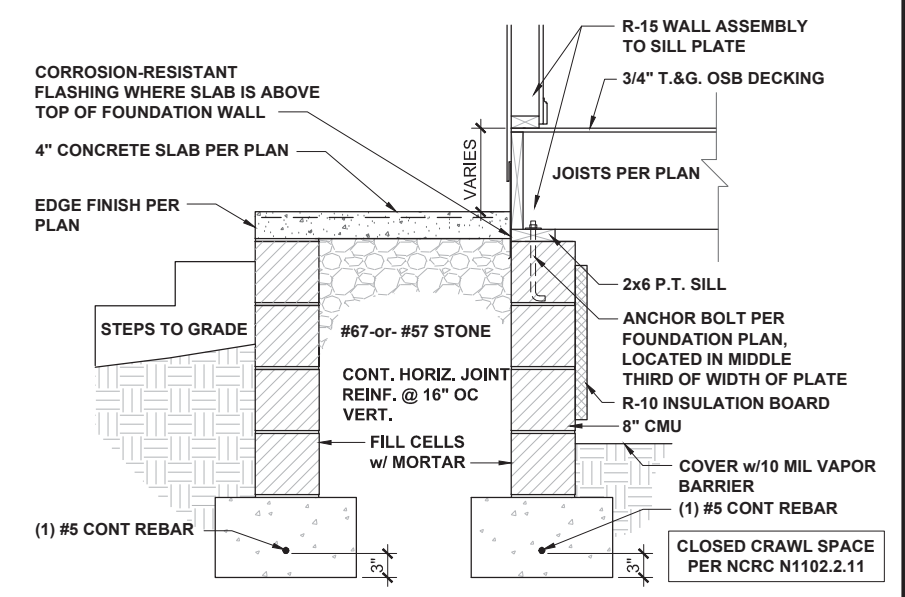 R-15 WALL ASSEMBLY
TO SILL PLATE
3/4" T.&G. OSB DECKING
CORROSION-RESISTANT
FLASHING WHERE SLAB IS ABOVE
TOP OF FOUNDATION WALL
4" CONCRETE SLAB PER PLAN
VARIES
JOISTS PER PLAN
EDGE FINISH PER
PLAN
2x6 P.T. SILL
STEPS TO GRADE
#67-or- #57 STONE
ANCHOR BOLT PER
FOUNDATION PLAN,
LOCATED IN MIDDLE
THIRD OF WIDTH OF PLATE
CONT. HORIZ. JOINT
REINF. @ 16" OC
VERT.
R-10 INSULATION BOARD
8" CMU
FILL CELLS
w/ MORTAR
COVER w/10 MIL VAPOR
BARRIER
(1) #5 CONT REBAR
(1) #5 CONT REBAR
3"
3"
CLOSED CRAWL SPACE
PER NCRC N1102.2.11